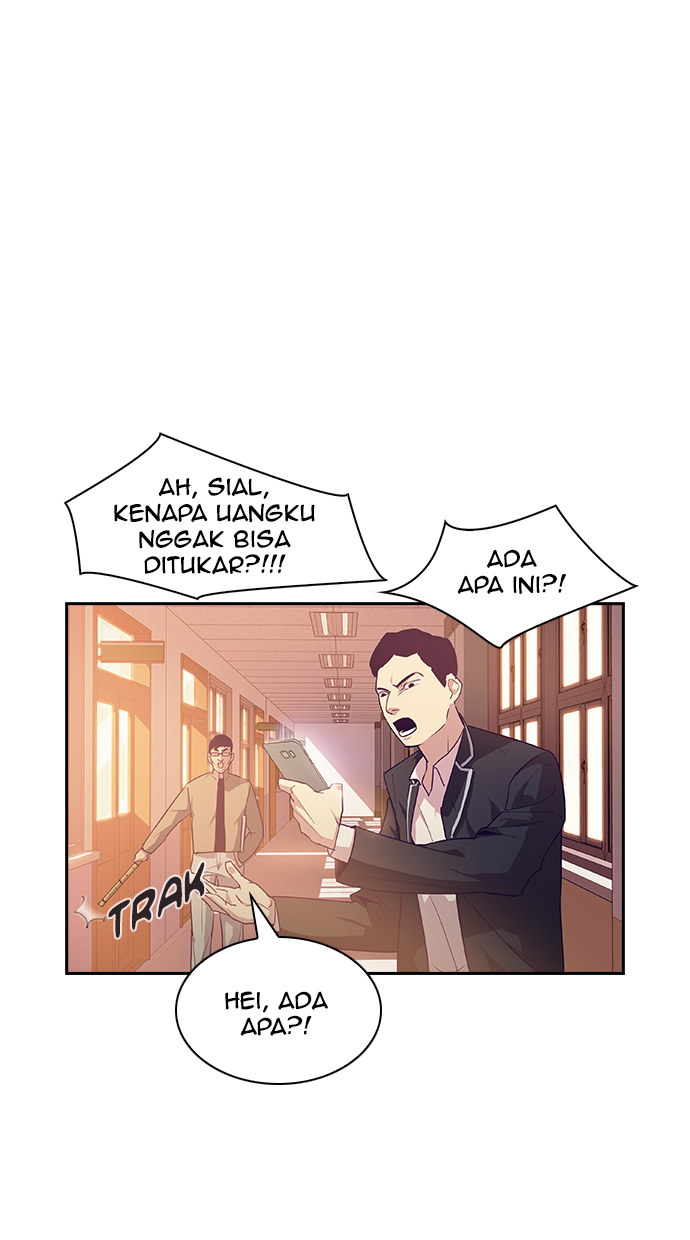 AH, SIAL,
KENAPA UANGKU
NGGAK BISA
DITUKAR?!!!
ADA
APA INI?!
TRAK
HEI, ADA
APA?!